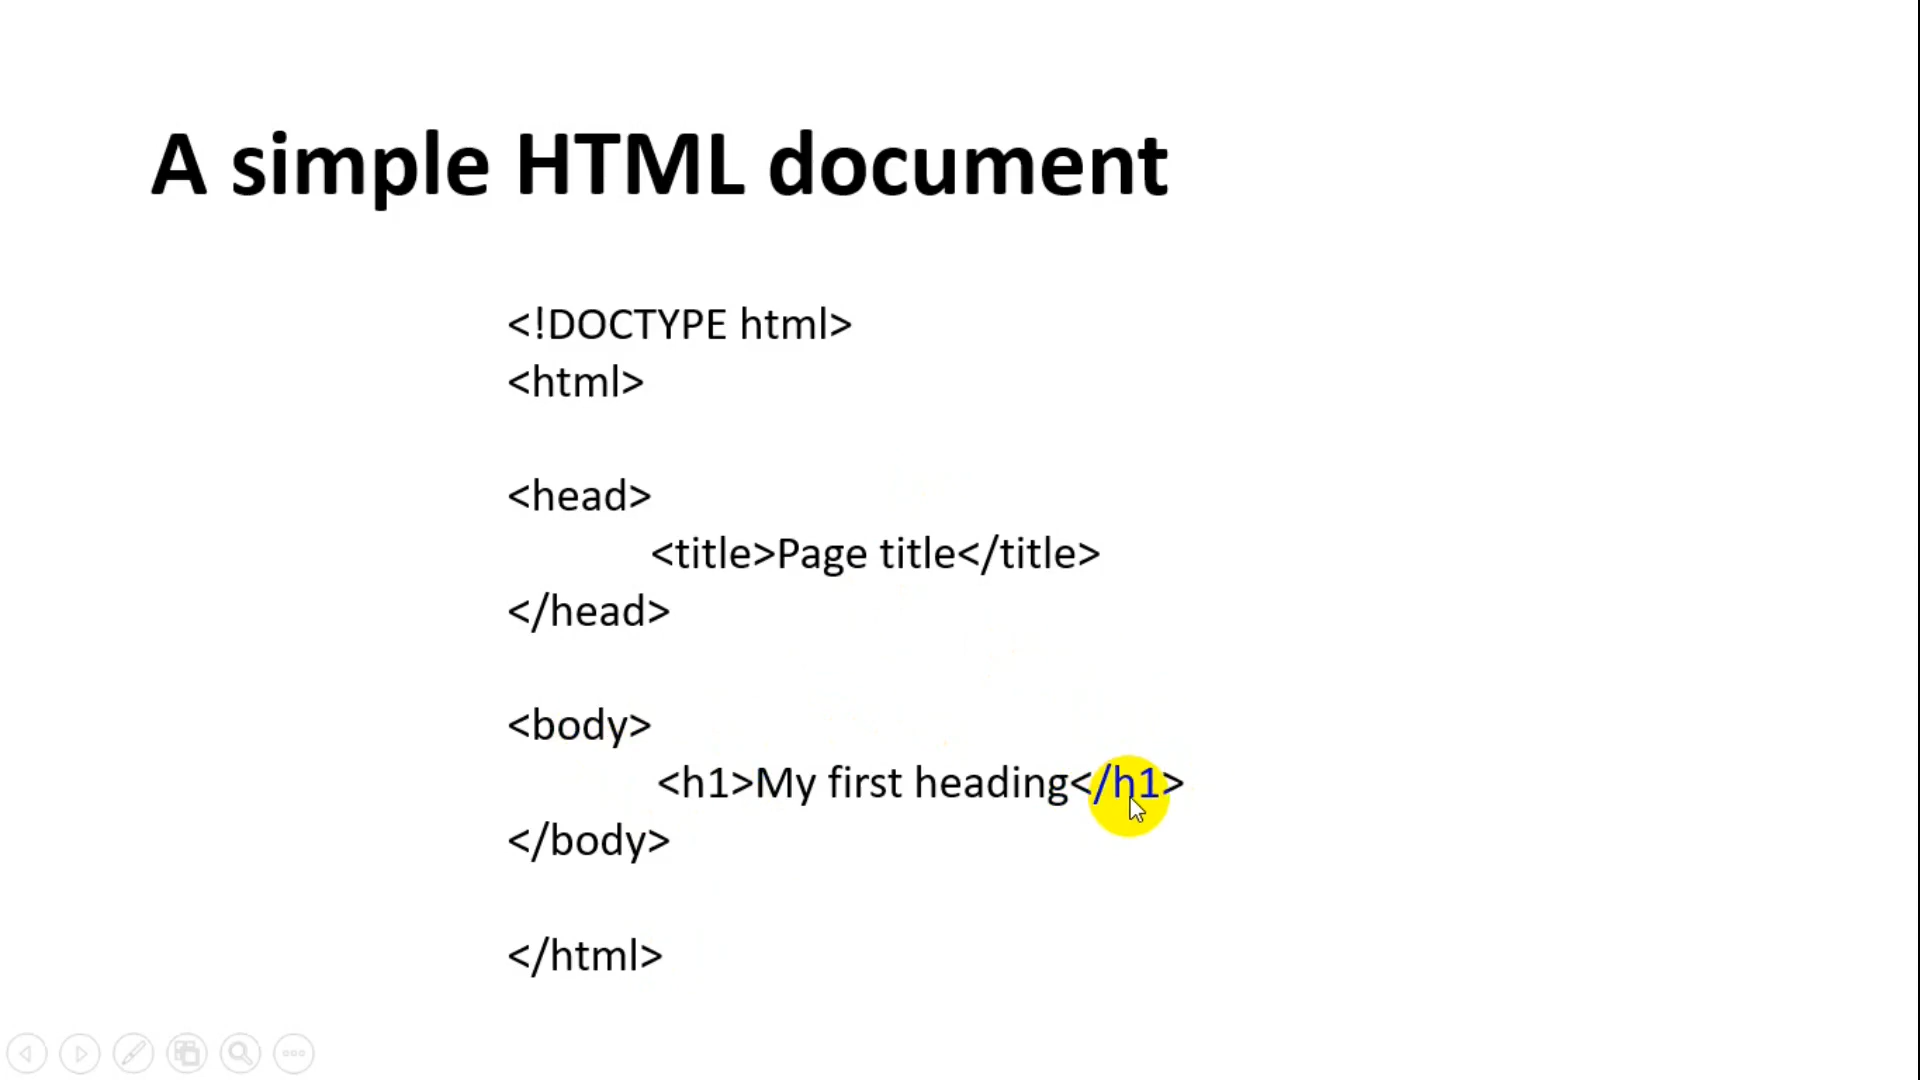 A simple HTML document
<!DOCTYPE html>
<html>
<head>
<title>Page title</title>
</head>
<body>
<h1>My first heading</h1>
</body>
</html>